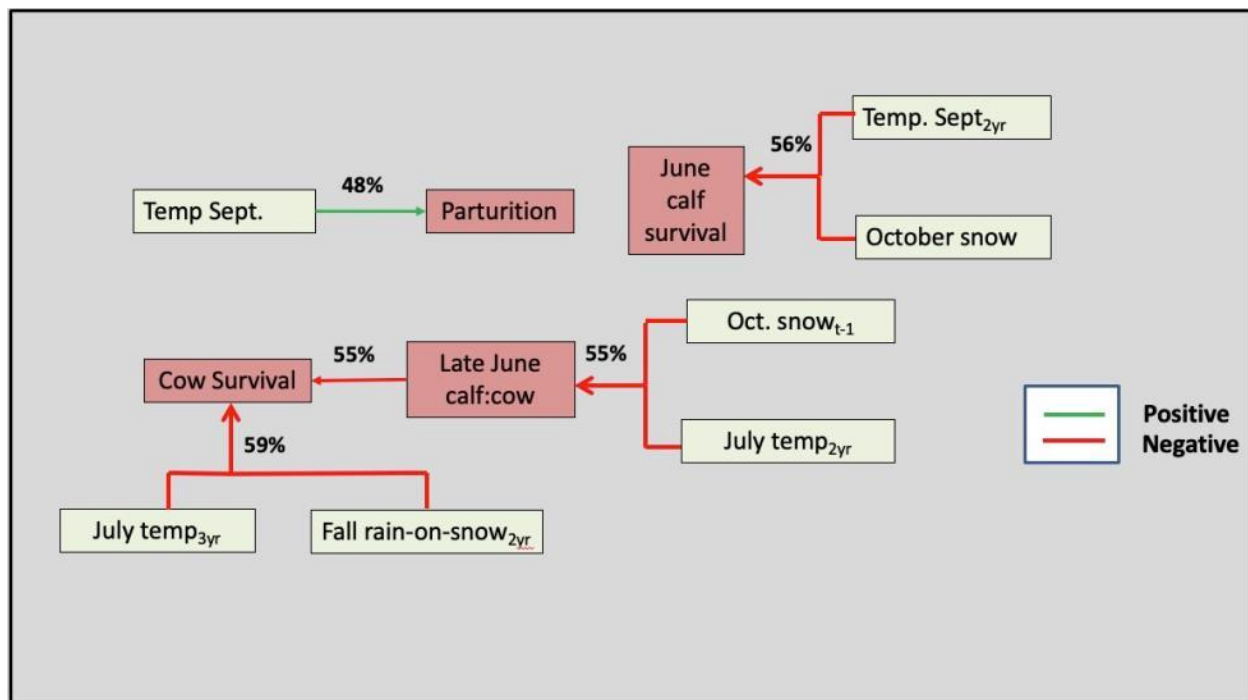 Temp. Sept2yr
56%
June
calf
survival
October snow
48%
Temp Sept.
Parturition
Oct. snowt-1
55%
Late June
calf:cow
55%
Cow Survival
July temp2yr
59%
July temp3yr
Fall rain-on-snow2yr
Positive
Negative